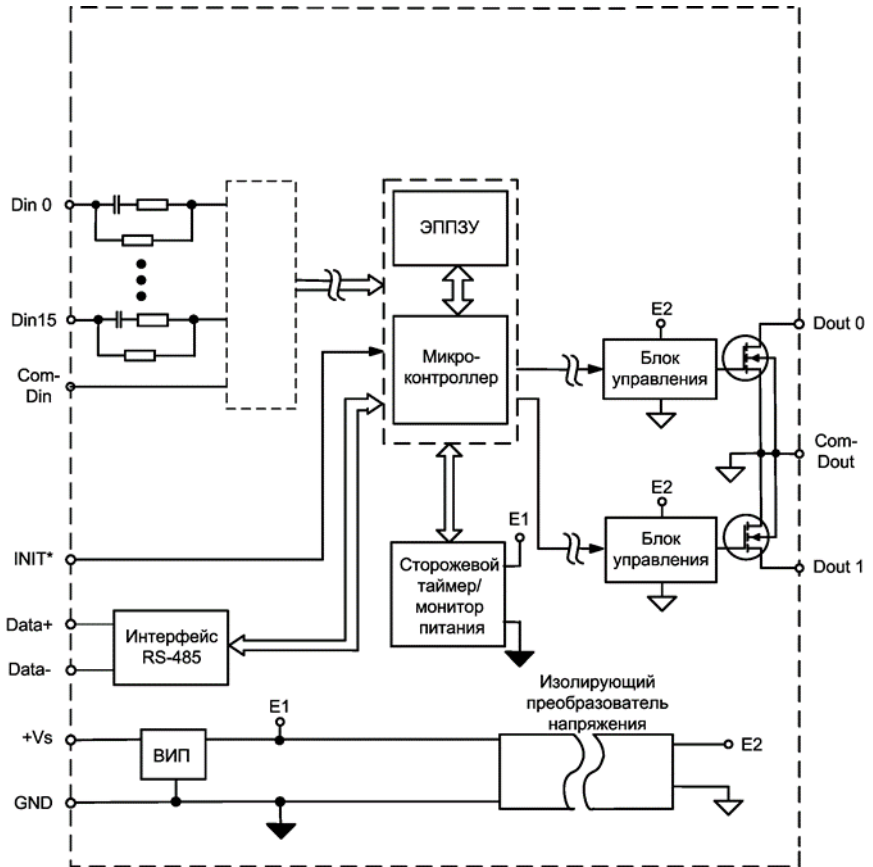 Din 0
Din15
Com-
Din
INIT*
Data+
Data-
+Vs
GND
ЭППЗУ
Микро-
контроллер
Сторожевой
таймер/
монитор
питания
E1
Интерфейс
RS-485
ВИП
E1
Изолирующий
преобразователь
напряжения
E2
E2
Блок
управления
E2
Блок
управления
Dout 0
Com-
Dout
Dout 1